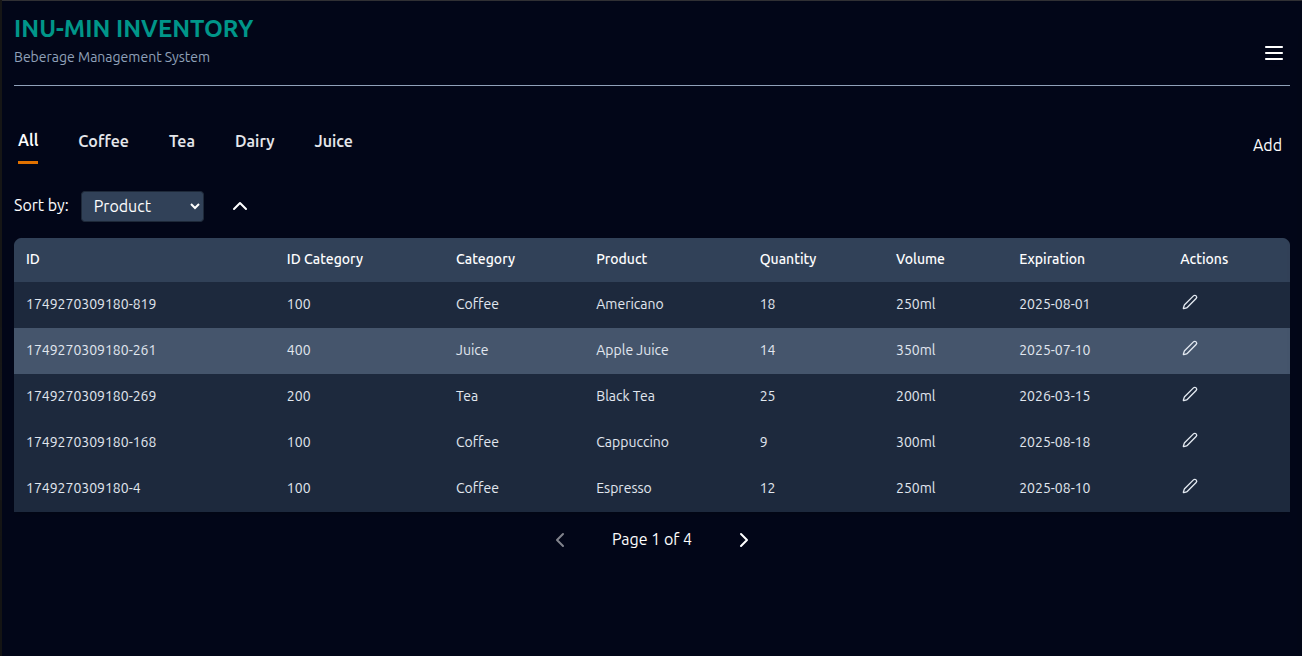 INU-MIN INVENTORY
Beberage Management System
All Coffee Tea Dairy Juice Add
Sort by: Product
ID ID Category Category Product Quantity Volume Expiration Actions
1749270309180-819 100 Coffee Americano 18 250ml 2025-08-01
1749270309180-261 400 Juice Apple Juice 14 350ml 2025-07-10
1749270309180-269 200 Tea Black Tea 25 200ml 2026-03-15
1749270309180-168 100 Coffee Cappuccino 9 300ml 2025-08-18
1749270309180-4 100 Coffee Espresso 12 250ml 2025-08-10
Page 1 of 4